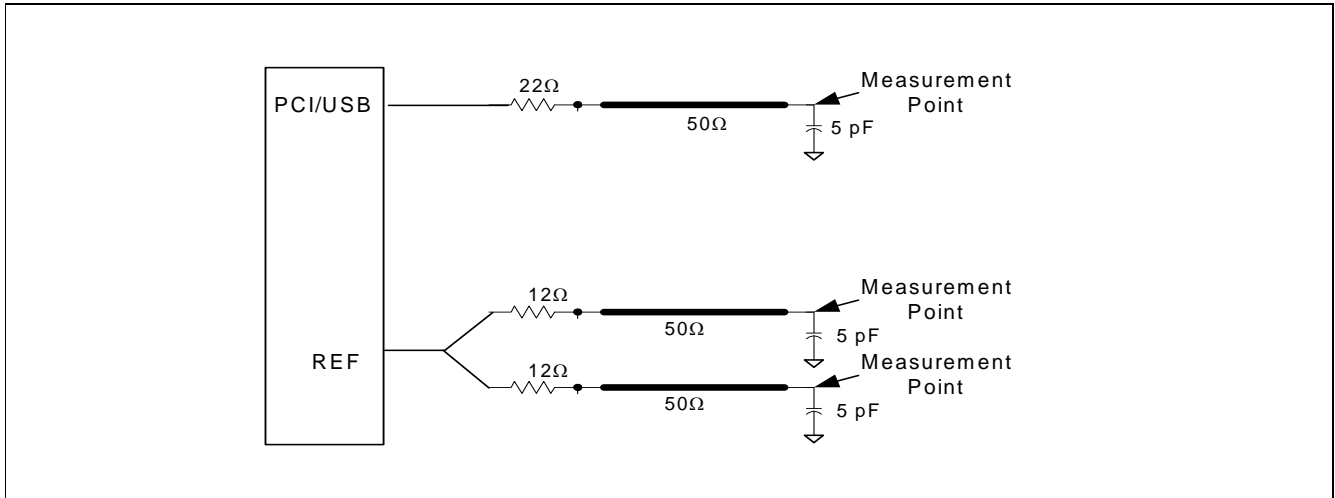 PCI/USB
22Ω
50Ω
Measurement
Point
5 pF
REF
12Ω
50Ω
Measurement
Point
5 pF
12Ω
50Ω
Measurement
Point
5 pF